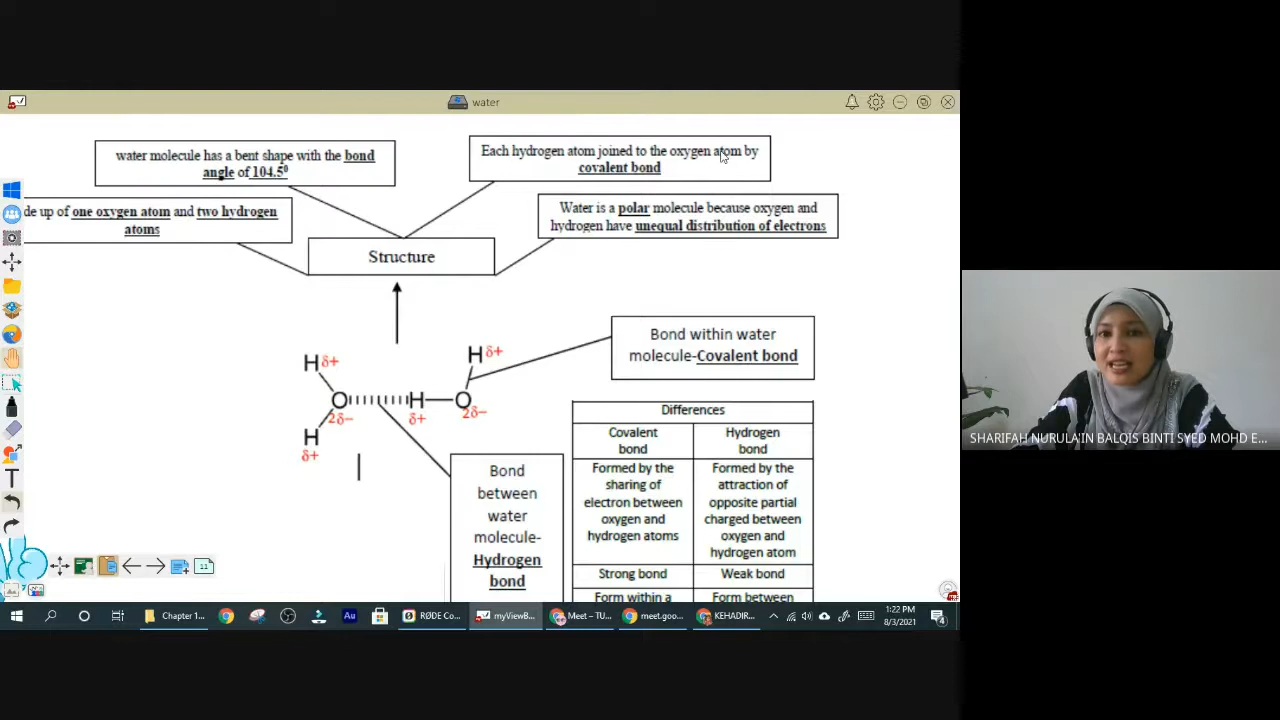 water
water molecule has a bent shape with the bond
angle of 104.5⁰
Each hydrogen atom joined to the oxygen atom by
covalent bond
de up of one oxygen atom and two hydrogen
atoms
Water is a polar molecule because oxygen and
hydrogen have unequal distribution of electrons
Structure
Bond within water
molecule-Covalent bond
H δ+
H δ+
O H O
2δ− δ+ 2δ−
H
δ+
Bond
between
water
molecule-
Hydrogen
bond
Differences
Covalent
bond
Hydrogen
bond
Formed by the
sharing of
electron between
oxygen and
hydrogen atoms
Formed by the
attraction of
opposite partial
charged between
oxygen and
hydrogen atom
Strong bond
Weak bond
Form within a
Form between
SHARIFAH NURULA'IN BALQIS BINTI SYED MOHD E...
T
11
Chapter 1...
Au
RØDE Co...
myViewB...
Meet – TU...
meet.goo...
KEHADIR...
1:22 PM
8/3/2021
4